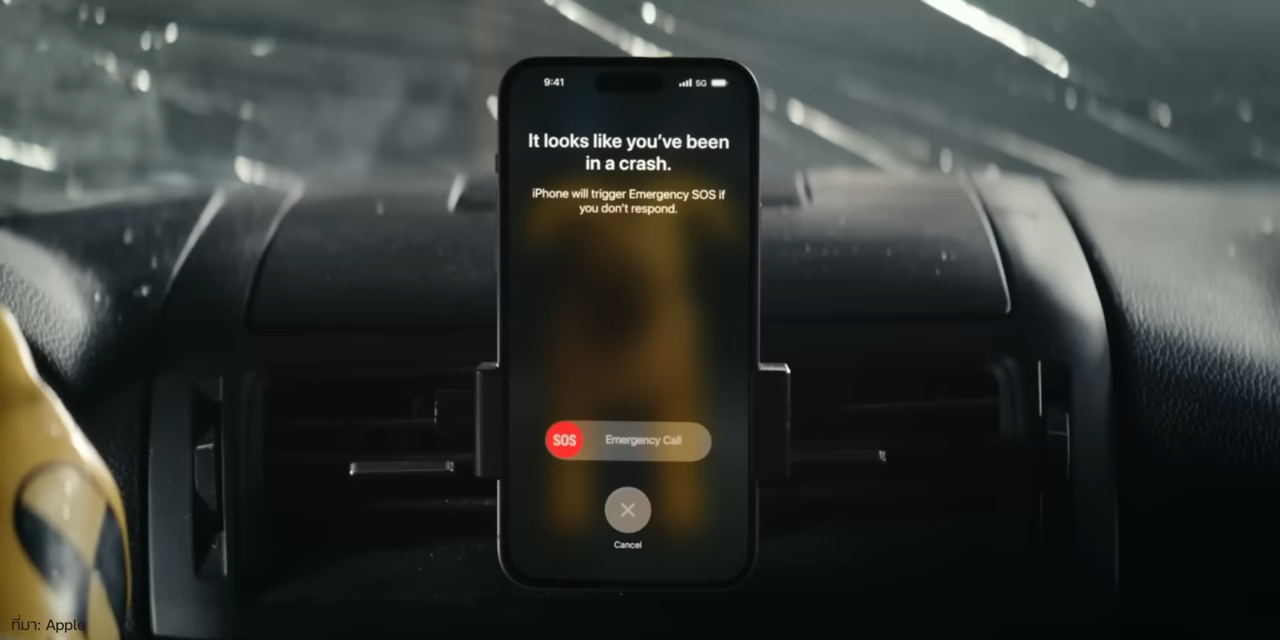 9:41
5G
It looks like you've been
in a crash.
iPhone will trigger Emergency SOS if
you don't respond.
SOS
Emergency Call
Cancel
ที่มา: Apple